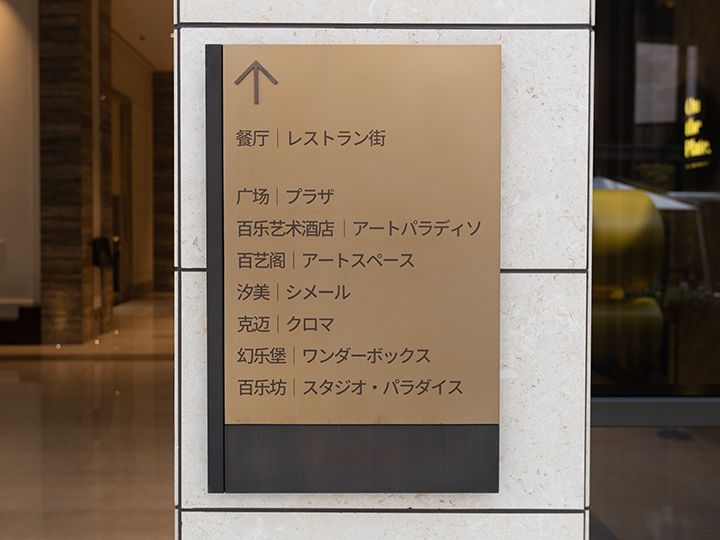 餐厅｜レストラン街
广场｜プラザ
百乐艺术酒店｜アートパラディソ
百艺阁｜アートスペース
汐美｜シメール
克迈｜クロマ
幻乐堡｜ワンダーボックス
百乐坊｜スタジオ・パラダイス
On
the
Plate.